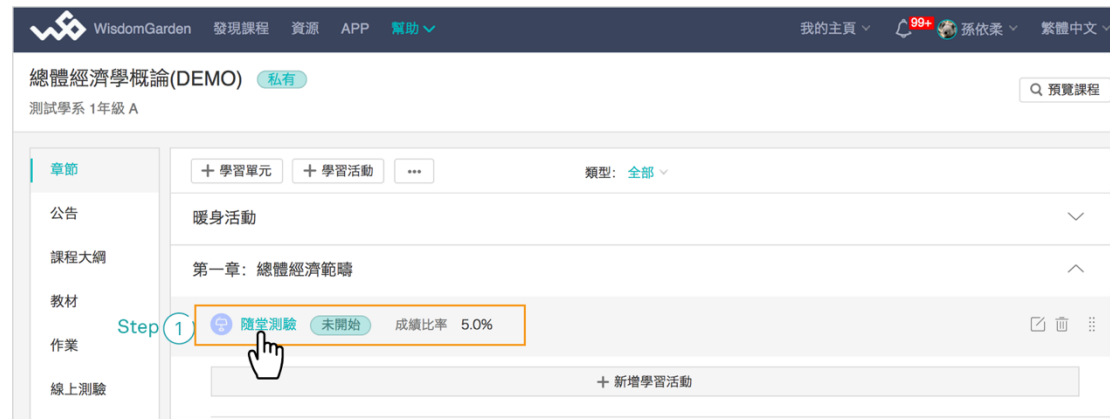 WisdomGarden 發現課程 資源 APP 幫助 我的主頁 99+ 孫依柔 繁體中文
總體經濟學概論(DEMO) 私有
測試學系 1年級 A
預覽課程
章節
公告
課程大綱
教材
作業
線上測驗
+ 學習單元 + 學習活動 ... 類型: 全部
暖身活動
第一章: 總體經濟範疇
Step 1 隨堂測驗 未開始 成績比率 5.0%
+ 新增學習活動